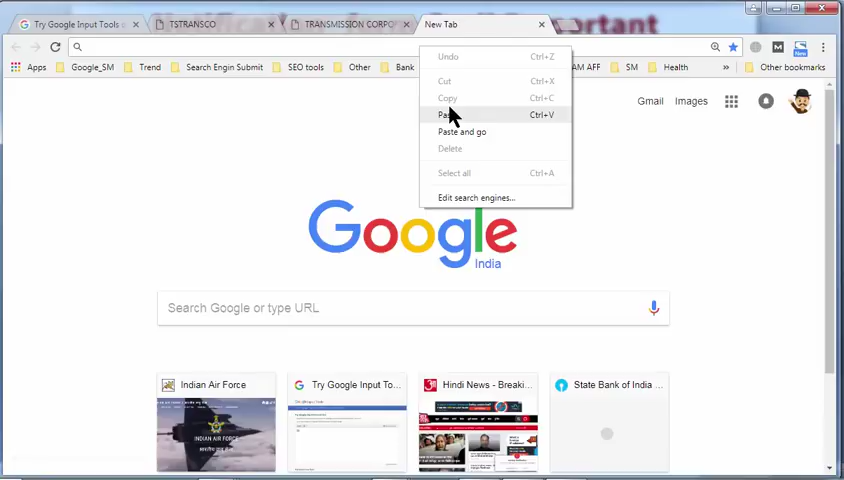 Try Google Input Tools o
TSTRANSCO
TRANSMISSION CORPO
New Tab
Apps
Google_SM
Trend
Search Engin Submit
SEO tools
Other
Bank
AM AFF
SM
Health
Other bookmarks
Undo Ctrl+Z
Cut Ctrl+X
Copy Ctrl+C
Ctrl+V
Paste and go
Delete
Select all Ctrl+A
Edit search engines...
Gmail
Images
Google
India
Search Google or type URL
Indian Air Force
Try Google Input To...
Hindi News - Breaki...
State Bank of India ...
INDIAN AIR FORCE